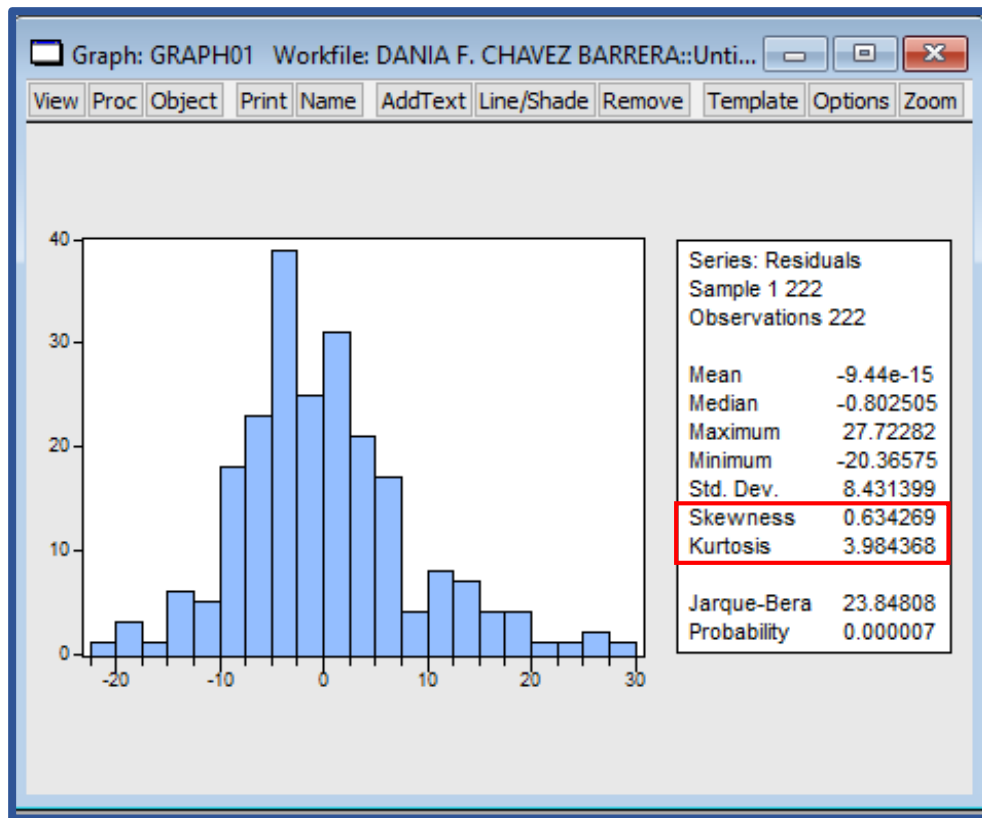 Graph: GRAPH01 Workfile: DANIA F. CHAVEZ BARRERA::Unti...
View Proc Object Print Name AddText Line/Shade Remove Template Options Zoom
40
30
20
10
0
-20 -10 0 10 20 30
Series: Residuals
Sample 1 222
Observations 222
Mean -9.44e-15
Median -0.802505
Maximum 27.72282
Minimum -20.36575
Std. Dev. 8.431399
Skewness 0.634269
Kurtosis 3.984368
Jarque-Bera 23.84808
Probability 0.000007